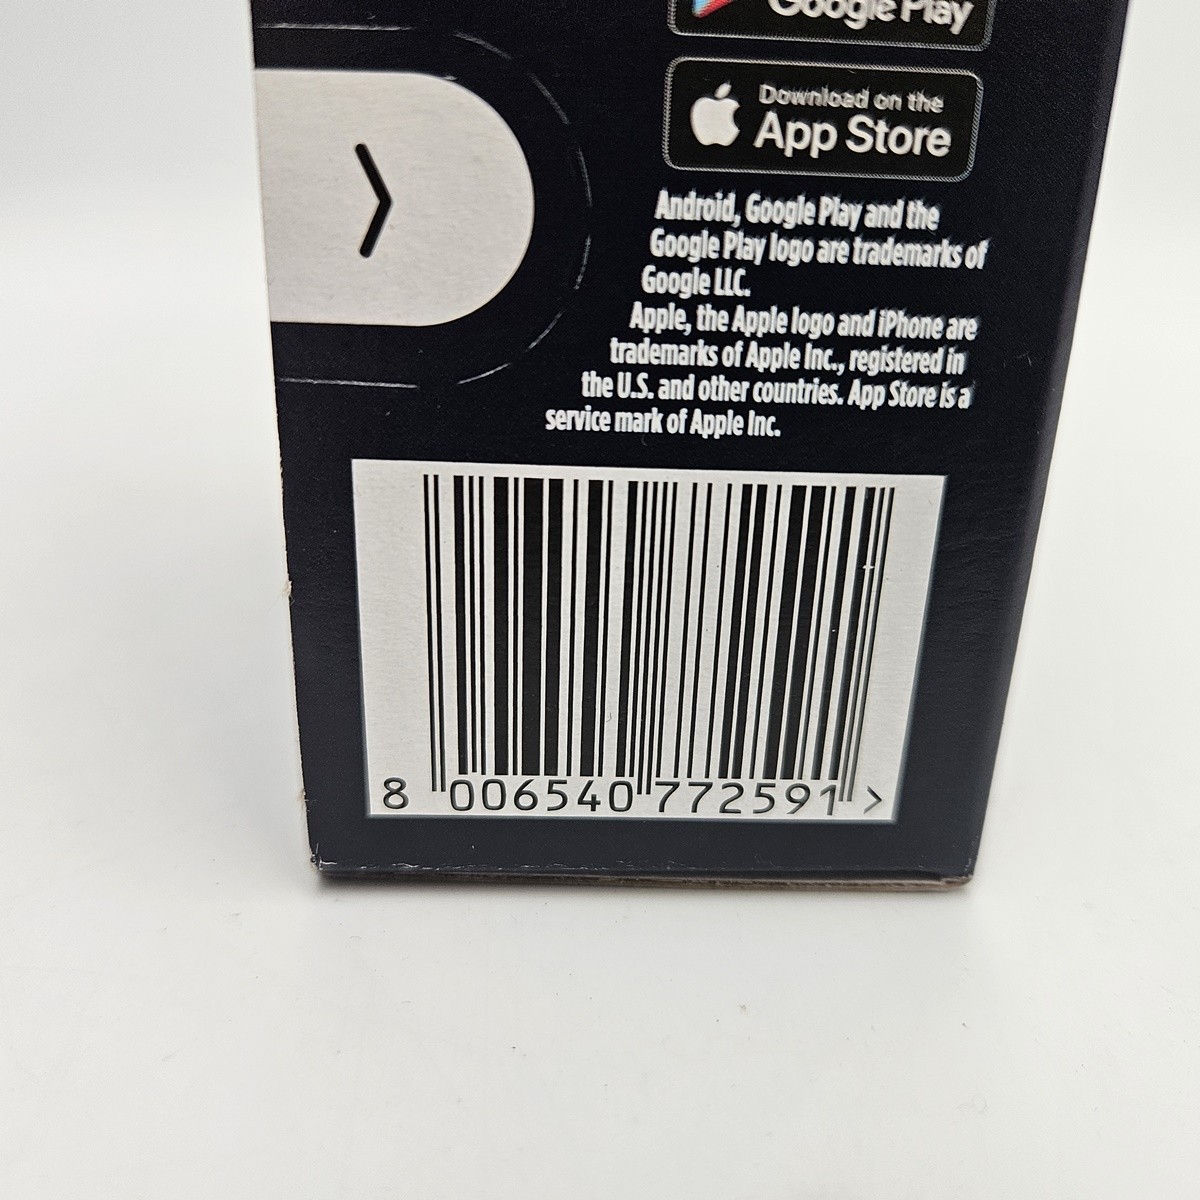 Google Play
Download on the
App Store
Android, Google Play and the
Google Play logo are trademarks of
Google LLC.
Apple, the Apple logo and iPhone are
trademarks of Apple Inc., registered in
the U.S. and other countries. App Store is a
service mark of Apple Inc.
8 006540 772591 >